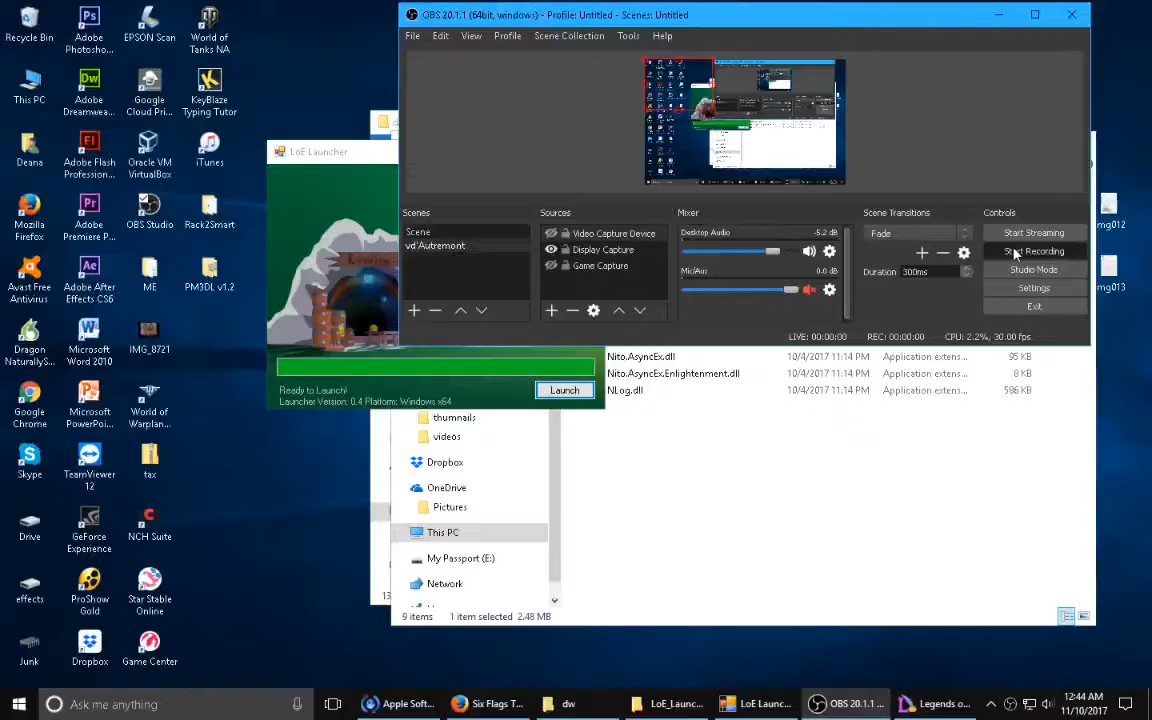 OBS 20.1.1 (64bit, windows) - Profile: Untitled - Scenes: Untitled
File Edit View Profile Scene Collection Tools Help
Scenes
Scene
vd'Autremont
Sources
Video Capture Device
Display Capture
Game Capture
Mixer
Desktop Audio -5.2 dB
Mic/Aux 0.0 dB
Scene Transitions
Fade
Duration 300ms
Controls
Start Streaming
Start Recording
Studio Mode
Settings
Exit
LIVE: 00:00:00 REC: 00:00:00 CPU: 2.2%, 30.00 fps
LoE Launcher
Ready to Launch!
Launcher Version: 0.4 Platform: Windows x64
Launch
Nito.AsyncEx.dll 10/4/2017 11:14 PM Application extens... 95 KB
Nito.AsyncEx.Enlightenment.dll 10/4/2017 11:14 PM Application extens... 8 KB
NLog.dll 10/4/2017 11:14 PM Application extens... 586 KB
thumnails
videos
Dropbox
OneDrive
Pictures
This PC
My Passport (E:)
Network
9 items 1 item selected 2.48 MB
13
Recycle Bin
Adobe Photosho...
EPSON Scan
World of Tanks NA
This PC
Adobe Dreamwea...
Google Cloud Pri...
KeyBlaze Typing Tutor
Deana
Adobe Flash Profession...
Oracle VM VirtualBox
iTunes
Mozilla Firefox
Adobe Premiere P...
OBS Studio
Rack2Smart
Avast Free Antivirus
Adobe After Effects CS6
ME
PM3DL v1.2
Dragon NaturallyS...
Microsoft Word 2010
IMG_8721
Google Chrome
Microsoft PowerPoi...
World of Warplan...
Skype
TeamViewer 12
tax
Drive
GeForce Experience
NCH Suite
effects
ProShow Gold
Star Stable Online
Junk
Dropbox
Game Center
mg012
mg013
Ask me anything
Apple Soft...
Six Flags T...
dw
LoE_Launc...
LoE Launc...
OBS 20.1.1 ...
Legends o...
12:44 AM
11/10/2017